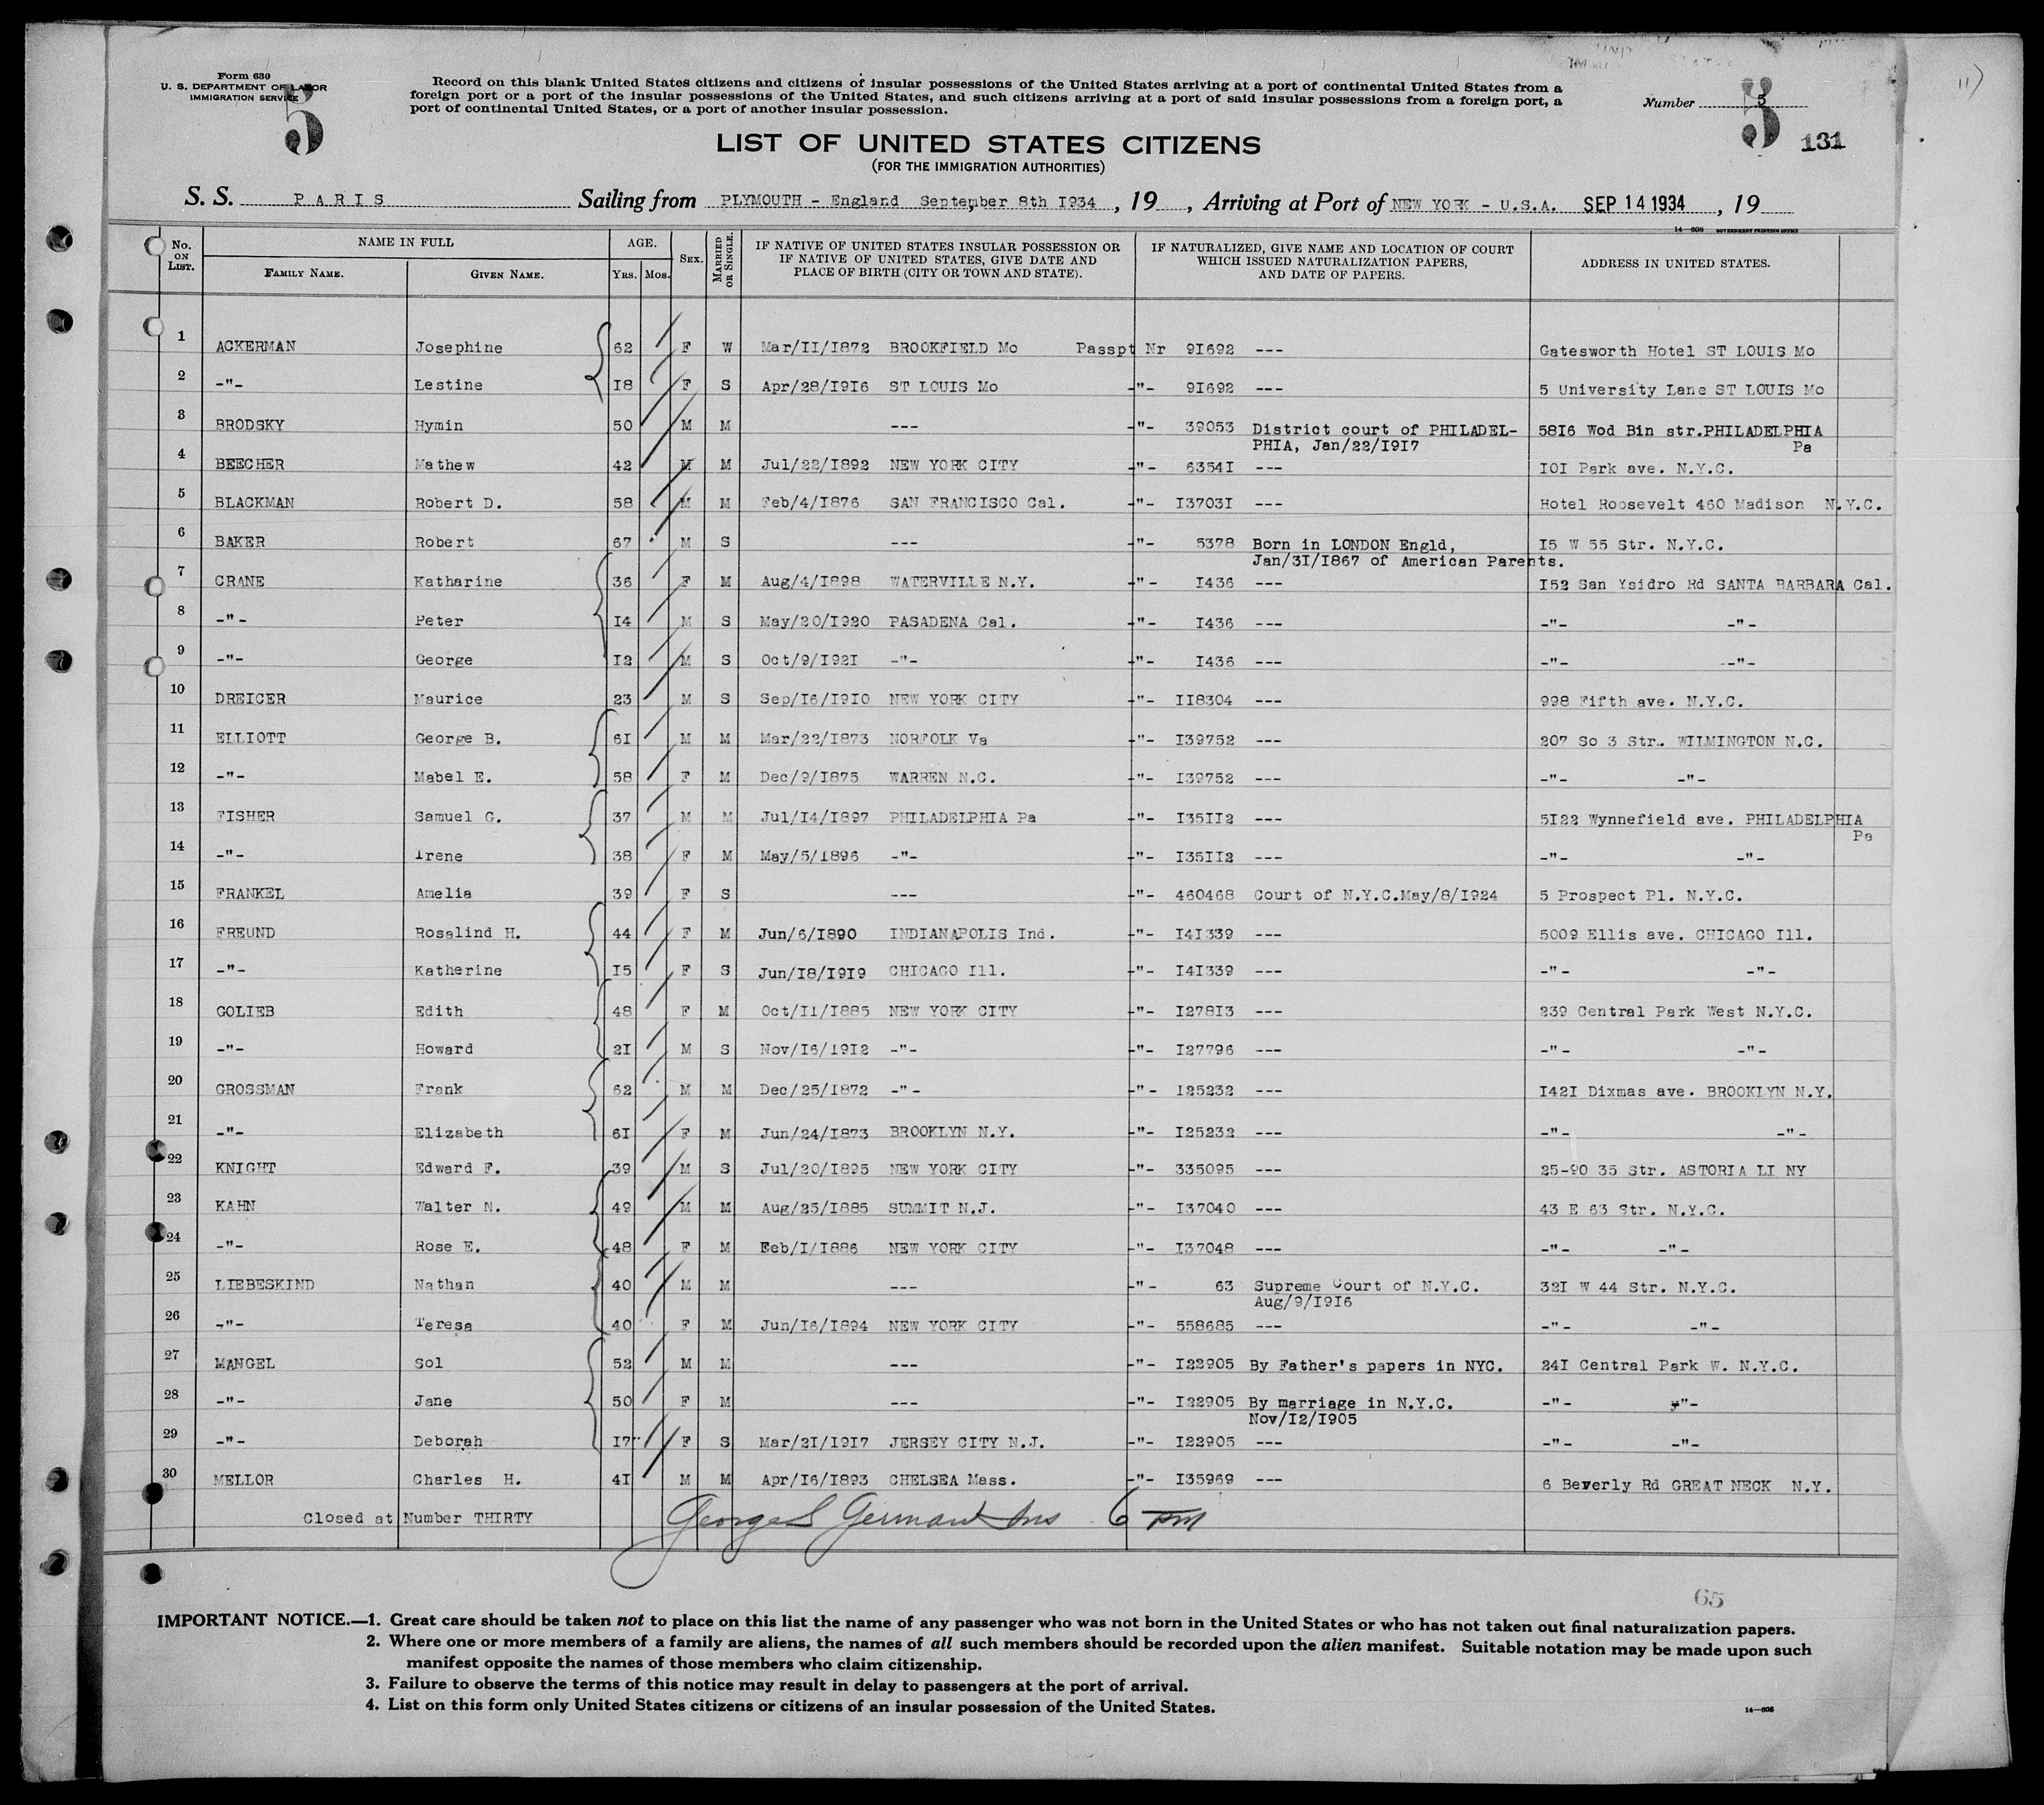 Form 630
U. S. DEPARTMENT OF LABOR
IMMIGRATION SERVICE
5
Record on this blank United States citizens and citizens of insular possessions of the United States arriving at a port of continental United States from a
foreign port or a port of the insular possessions of the United States, and such citizens arriving at a port of said insular possessions from a foreign port, a
port of continental United States, or a port of another insular possession.
Number 5
5
131
11)
LIST OF UNITED STATES CITIZENS
(FOR THE IMMIGRATION AUTHORITIES)
S. S. PARIS Sailing from PLYMOUTH - England September 8th 1934 , 19 , Arriving at Port of NEW YORK - U.S.A. SEP 14 1934 , 19
14—608 GOVERNMENT PRINTING OFFICE
No. ON LIST. NAME IN FULL FAMILY NAME. GIVEN NAME. AGE. YRS. MOS. SEX. MARRIED OR SINGLE. IF NATIVE OF UNITED STATES INSULAR POSSESSION OR IF NATIVE OF UNITED STATES, GIVE DATE AND PLACE OF BIRTH (CITY OR TOWN AND STATE). IF NATURALIZED, GIVE NAME AND LOCATION OF COURT WHICH ISSUED NATURALIZATION PAPERS, AND DATE OF PAPERS. ADDRESS IN UNITED STATES.
1 ACKERMAN Josephine 62 F W Mar/11/1872 BROOKFIELD Mo Passpt Nr 91692 --- Gatesworth Hotel ST LOUIS Mo
2 -"- Lestine 18 F S Apr/28/1916 ST LOUIS Mo -"- 91692 --- 5 University Lane ST LOUIS Mo
3 BRODSKY Hymin 50 M M --- -"- 39053 District court of PHILADEL- 5816 Wod Bin str.PHILADELPHIA
PHIA, Jan/22/1917 Pa
4 BEECHER Mathew 42 M M Jul/22/1892 NEW YORK CITY -"- 63541 --- 101 Park ave. N.Y.C.
5 BLACKMAN Robert D. 58 M M Feb/4/1876 SAN FRANCISCO Cal. -"- 137031 --- Hotel Roosevelt 460 Madison N.Y.C.
6 BAKER Robert 67 M S --- -"- 5378 Born in LONDON Engld, 15 W 55 Str. N.Y.C.
Jan/31/1867 of American Parents.
7 CRANE Katharine 36 F M Aug/4/1898 WATERVILLE N.Y. -"- 1436 --- 152 San Ysidro Rd SANTA BARBARA Cal.
8 -"- Peter 14 M S May/20/1920 PASADENA Cal. -"- 1436 --- -"- -"-
9 -"- George 12 M S Oct/9/1921 -"- -"- 1436 --- -"- --"-
10 DREICER Maurice 23 M S Sep/16/1910 NEW YORK CITY -"- 118304 --- 998 Fifth ave. N.Y.C.
11 ELLIOTT George B. 61 M M Mar/22/1873 NORFOLK Va -"- 139752 --- 207 So 3 Str. WILMINGTON N.C.
12 -"- Mabel E. 58 F M Dec/9/1875 WARREN N.C. -"- 139752 --- -"- -"-
13 FISHER Samuel G. 37 M M Jul/14/1897 PHILADELPHIA Pa -"- 135112 --- 5122 Wynnefield ave. PHILADELPHIA
Pa
14 -"- Irene 38 F M May/5/1896 -"- -"- 135112 --- -"- -"-
15 FRANKEL Amelia 39 F S --- -"- 460468 Court of N.Y.C.May/8/1924 5 Prospect Pl. N.Y.C.
16 FREUND Rosalind H. 44 F M Jun/6/1890 INDIANAPOLIS Ind. -"- 141339 --- 5009 Ellis ave. CHICAGO Ill.
17 -"- Katherine 15 F S Jun/18/1919 CHICAGO Ill. -"- 141339 --- -"- -"-
18 GOLIEB Edith 48 F M Oct/11/1885 NEW YORK CITY -"- 127813 --- 239 Central Park West N.Y.C.
19 -"- Howard 21 M S Nov/16/1912 -"- -"- 127796 --- -"- -"-
20 GROSSMAN Frank 62 M M Dec/25/1872 -"- -"- 125232 --- 1421 Dixmas ave. BROOKLYN N.Y.
21 -"- Elizabeth 61 F M Jun/24/1873 BROOKLYN N.Y. -"- 125232 --- -"- -"-
22 KNIGHT Edward F. 39 M S Jul/20/1895 NEW YORK CITY -"- 335095 --- 25-90 35 Str. ASTORIA LI NY
23 KAHN Walter N. 49 M M Aug/25/1885 SUMMIT N.J. -"- 137040 --- 43 E 63 Str. N.Y.C.
24 -"- Rose E. 48 F M Feb/1/1886 NEW YORK CITY -"- 137048 --- -"- -"-
25 LIEBESKIND Nathan 40 M M --- -"- 63 Supreme Court of N.Y.C. 321 W 44 Str. N.Y.C.
Aug/9/1916
26 -"- Teresa 40 F M Jun/16/1894 NEW YORK CITY -"- 558685 --- -"- -"-
27 MANGEL Sol 52 M M --- -"- 122905 By Father's papers in NYC. 241 Central Park W. N.Y.C.
28 -"- Jane 50 F M --- -"- 122905 By marriage in N.Y.C. -"- -"-
Nov/12/1905
29 -"- Deborah 17 F S Mar/21/1917 JERSEY CITY N.J. -"- 122905 --- -"- -"-
30 MELLOR Charles H. 41 M M Apr/16/1893 CHELSEA Mass. -"- 135969 --- 6 Beverly Rd GREAT NECK N.Y.
Closed at Number THIRTY George S German Ins 6 PM
65
IMPORTANT NOTICE.—1. Great care should be taken not to place on this list the name of any passenger who was not born in the United States or who has not taken out final naturalization papers.
2. Where one or more members of a family are aliens, the names of all such members should be recorded upon the alien manifest. Suitable notation may be made upon such
manifest opposite the names of those members who claim citizenship.
3. Failure to observe the terms of this notice may result in delay to passengers at the port of arrival.
4. List on this form only United States citizens or citizens of an insular possession of the United States.
14—608